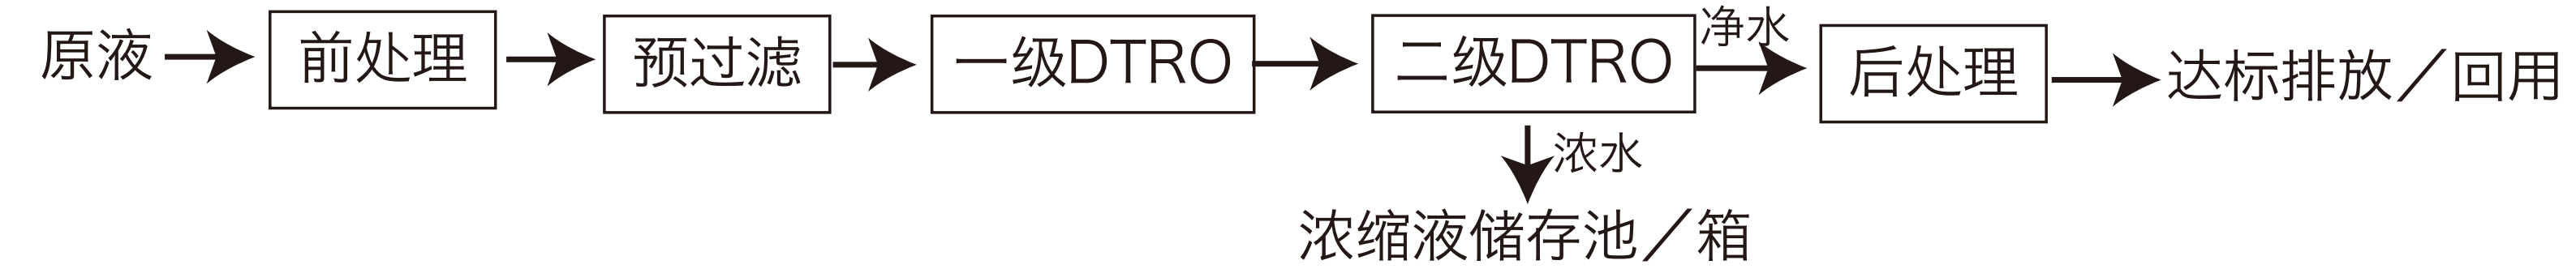 原液
前处理
预过滤
一级DTRO
二级DTRO
净水
后处理
达标排放／回用
浓水
浓缩液储存池／箱